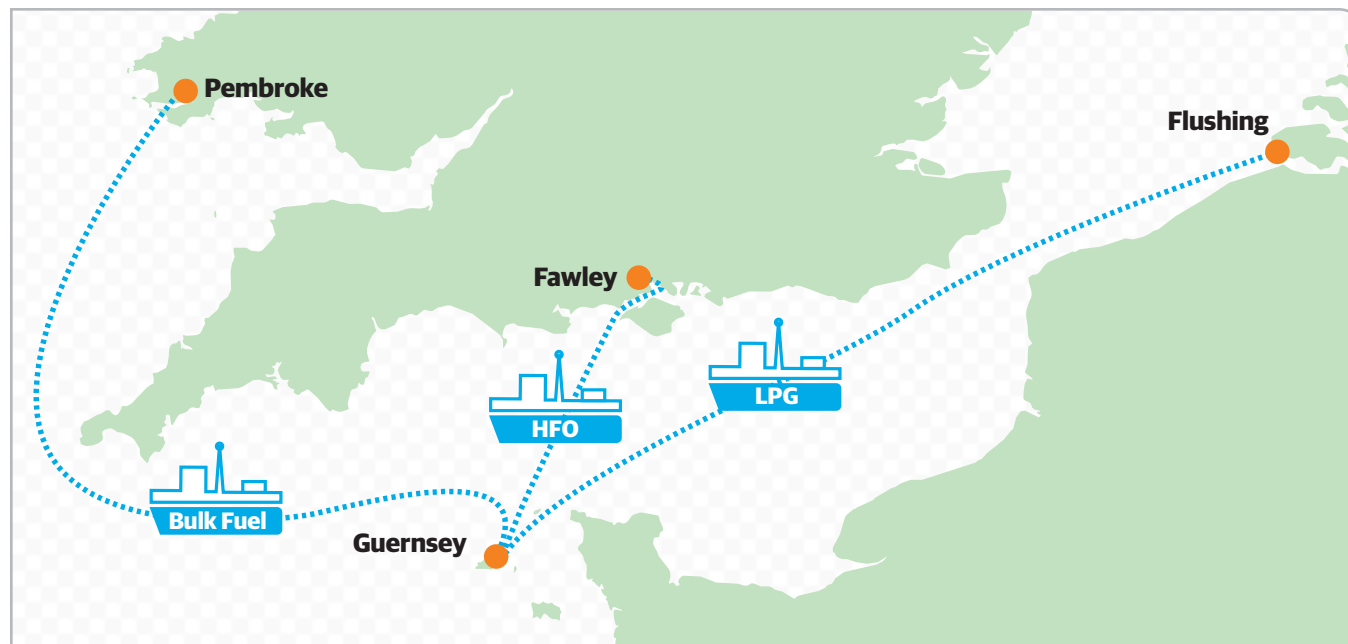 Pembroke
Flushing
Fawley
LPG
HFO
Bulk Fuel
Guernsey